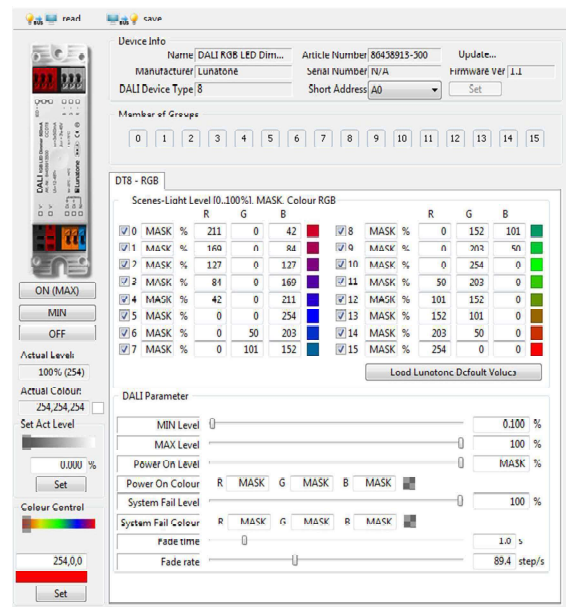 read save
Device Info
Name DALI RGB LED Dim... Article Number 86458913-500 Update...
Manufacturer Lunatone Serial Number N/A Firmware Ver 1.1
DALI Device Type 8 Short Address A0 Set
Member of Groups
0 1 2 3 4 5 6 7 8 9 10 11 12 13 14 15
DT8 - RGB
Scenes-Light Level [0..100%], MASK, Colour RGB
R G B R G B
0 MASK % 211 0 42 8 MASK % 0 152 101
1 MASK % 169 0 84 9 MASK % 0 203 50
2 MASK % 127 0 127 10 MASK % 0 254 0
3 MASK % 84 0 169 11 MASK % 50 203 0
4 MASK % 42 0 211 12 MASK % 101 152 0
5 MASK % 0 0 254 13 MASK % 152 101 0
6 MASK % 0 50 203 14 MASK % 203 50 0
7 MASK % 0 101 152 15 MASK % 254 0 0
Load Lunatone Default Values
DALI Parameter
MIN Level 0.100 %
MAX Level 100 %
Power On Level MASK %
Power On Colour R MASK G MASK B MASK
System Fail Level 100 %
System Fail Colour R MASK G MASK B MASK
Fade time 1.0 s
Fade rate 89.4 step/s
DALI RGB LED Dimmer
Lunatone
ON (MAX)
MIN
OFF
Actual Level:
100% (254)
Actual Colour:
254,254,254
Set Act Level
0.000 %
Set
Colour Control
254,0,0
Set